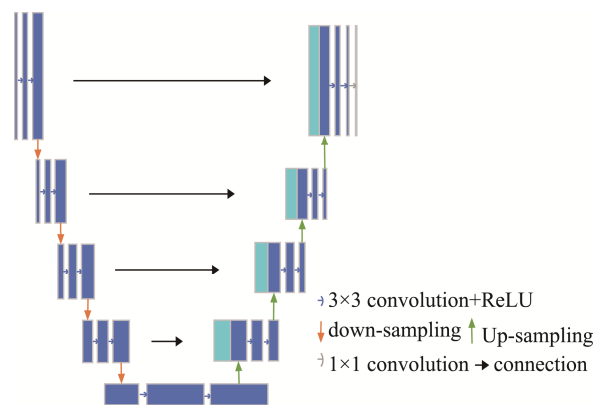 3×3 convolution+ReLU
down-sampling
Up-sampling
1×1 convolution
connection